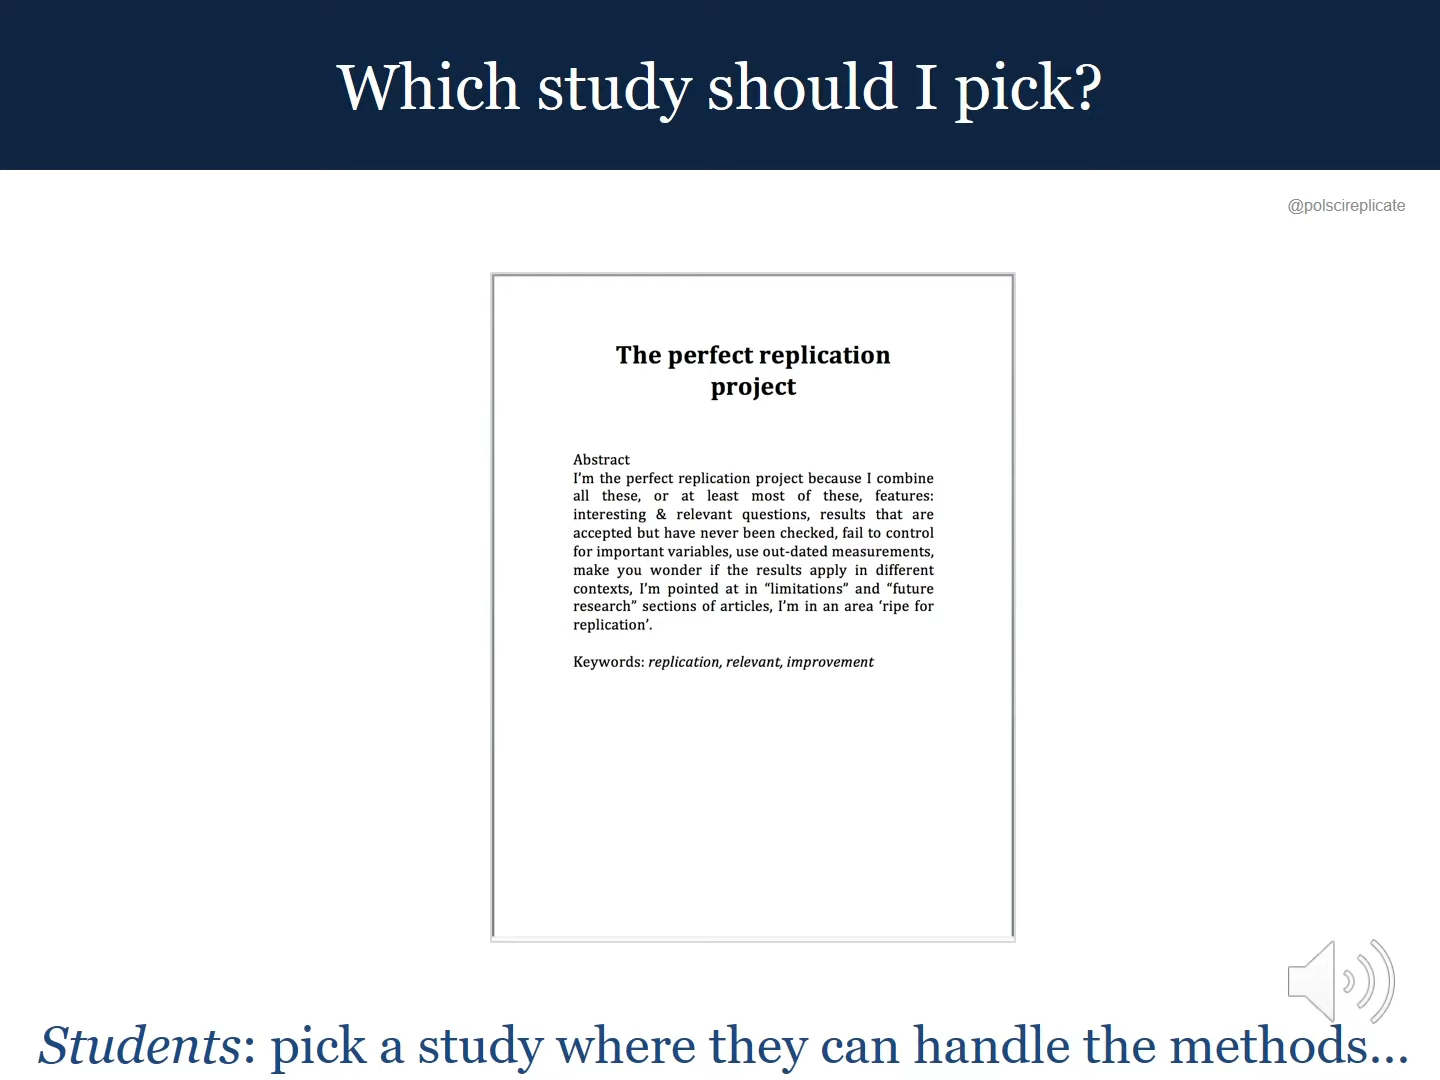 Which study should I pick?
@polscireplicate
The perfect replication
project
Abstract
I'm the perfect replication project because I combine
all these, or at least most of these, features:
interesting & relevant questions, results that are
accepted but have never been checked, fail to control
for important variables, use out-dated measurements,
make you wonder if the results apply in different
contexts, I'm pointed at in “limitations” and “future
research” sections of articles, I'm in an area ‘ripe for
replication’.
Keywords: replication, relevant, improvement
Students: pick a study where they can handle the methods...